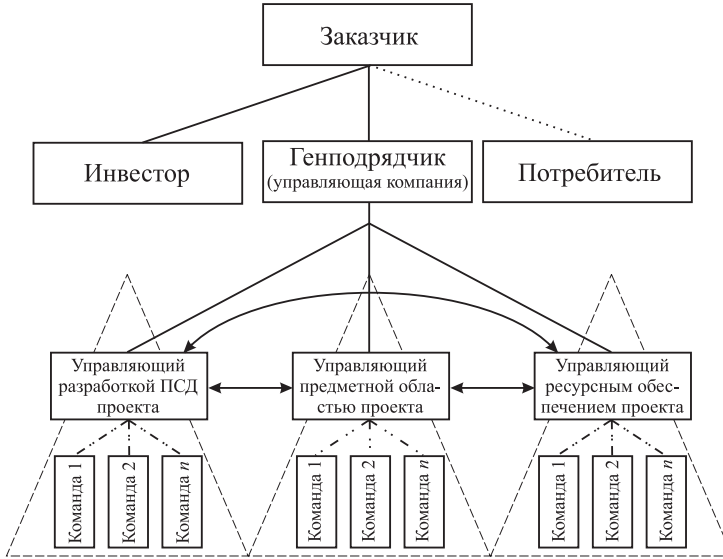 Заказчик
Инвестор
Генподрядчик
(управляющая компания)
Потребитель
Управляющий
разработкой ПСД
проекта
Управляющий
предметной обла-
стью проекта
Управляющий
ресурсным обес-
печением проекта
Команда 1
Команда 2
Команда n
Команда 1
Команда 2
Команда n
Команда 1
Команда 2
Команда n